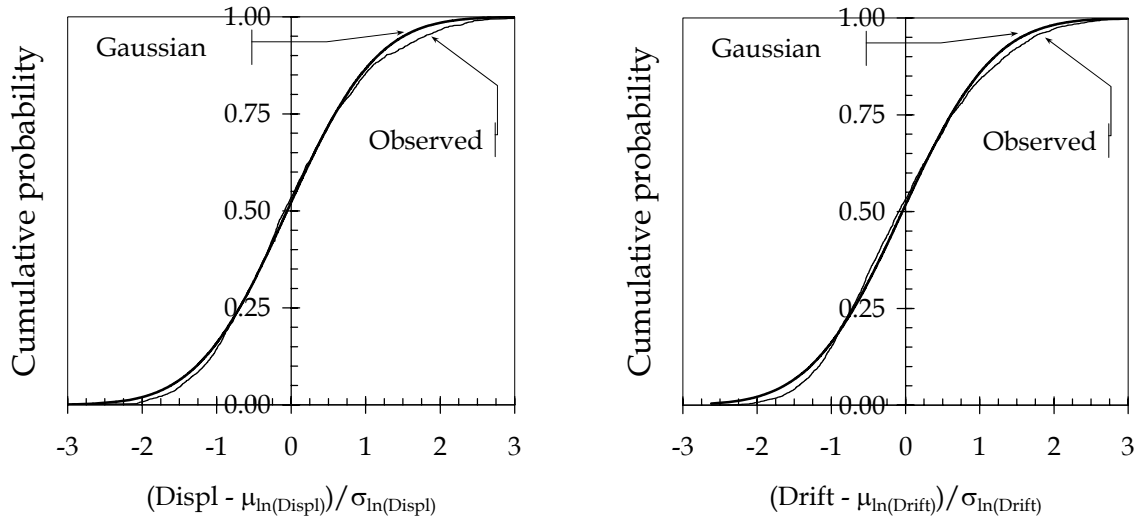 Cumulative probability
1.00
0.75
0.50
0.25
0.00
Gaussian
Observed
-3 -2 -1 0 1 2 3
(Displ - μln(Displ))/σln(Displ)
Cumulative probability
1.00
0.75
0.50
0.25
0.00
Gaussian
Observed
-3 -2 -1 0 1 2 3
(Drift - μln(Drift))/σln(Drift)